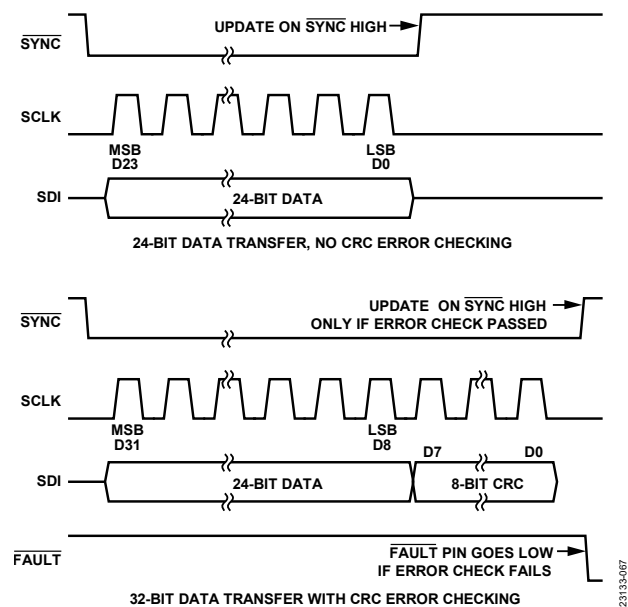 UPDATE ON SYNC HIGH
SYNC
SCLK
MSB
D23
LSB
D0
SDI
24-BIT DATA
24-BIT DATA TRANSFER, NO CRC ERROR CHECKING
UPDATE ON SYNC HIGH
ONLY IF ERROR CHECK PASSED
SYNC
SCLK
MSB
D31
LSB
D8
D7
D0
SDI
24-BIT DATA
8-BIT CRC
FAULT
FAULT PIN GOES LOW
IF ERROR CHECK FAILS
32-BIT DATA TRANSFER WITH CRC ERROR CHECKING
23133-067